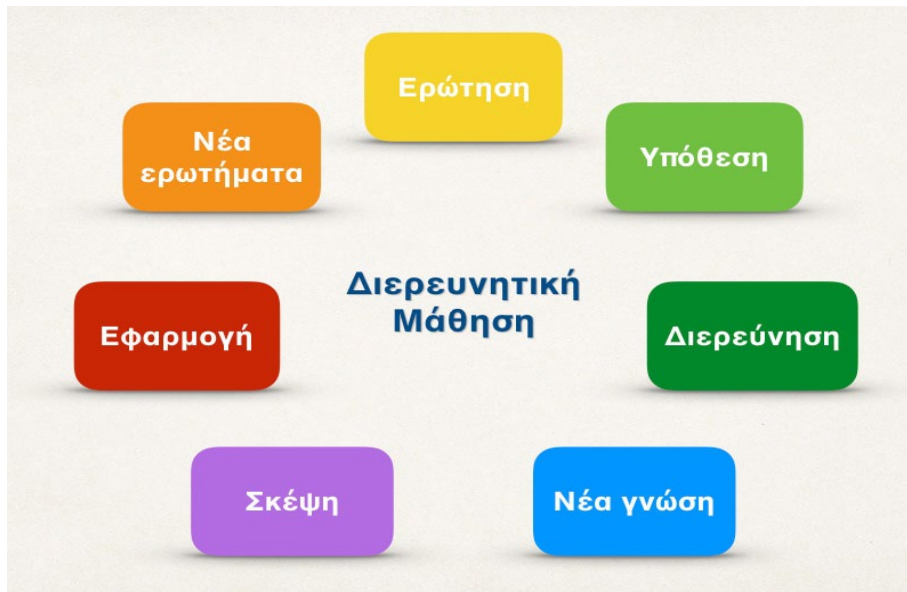 Ερώτηση
Υπόθεση
Διερεύνηση
Νέα γνώση
Σκέψη
Εφαρμογή
Νέα
ερωτήματα
Διερευνητική
Μάθηση